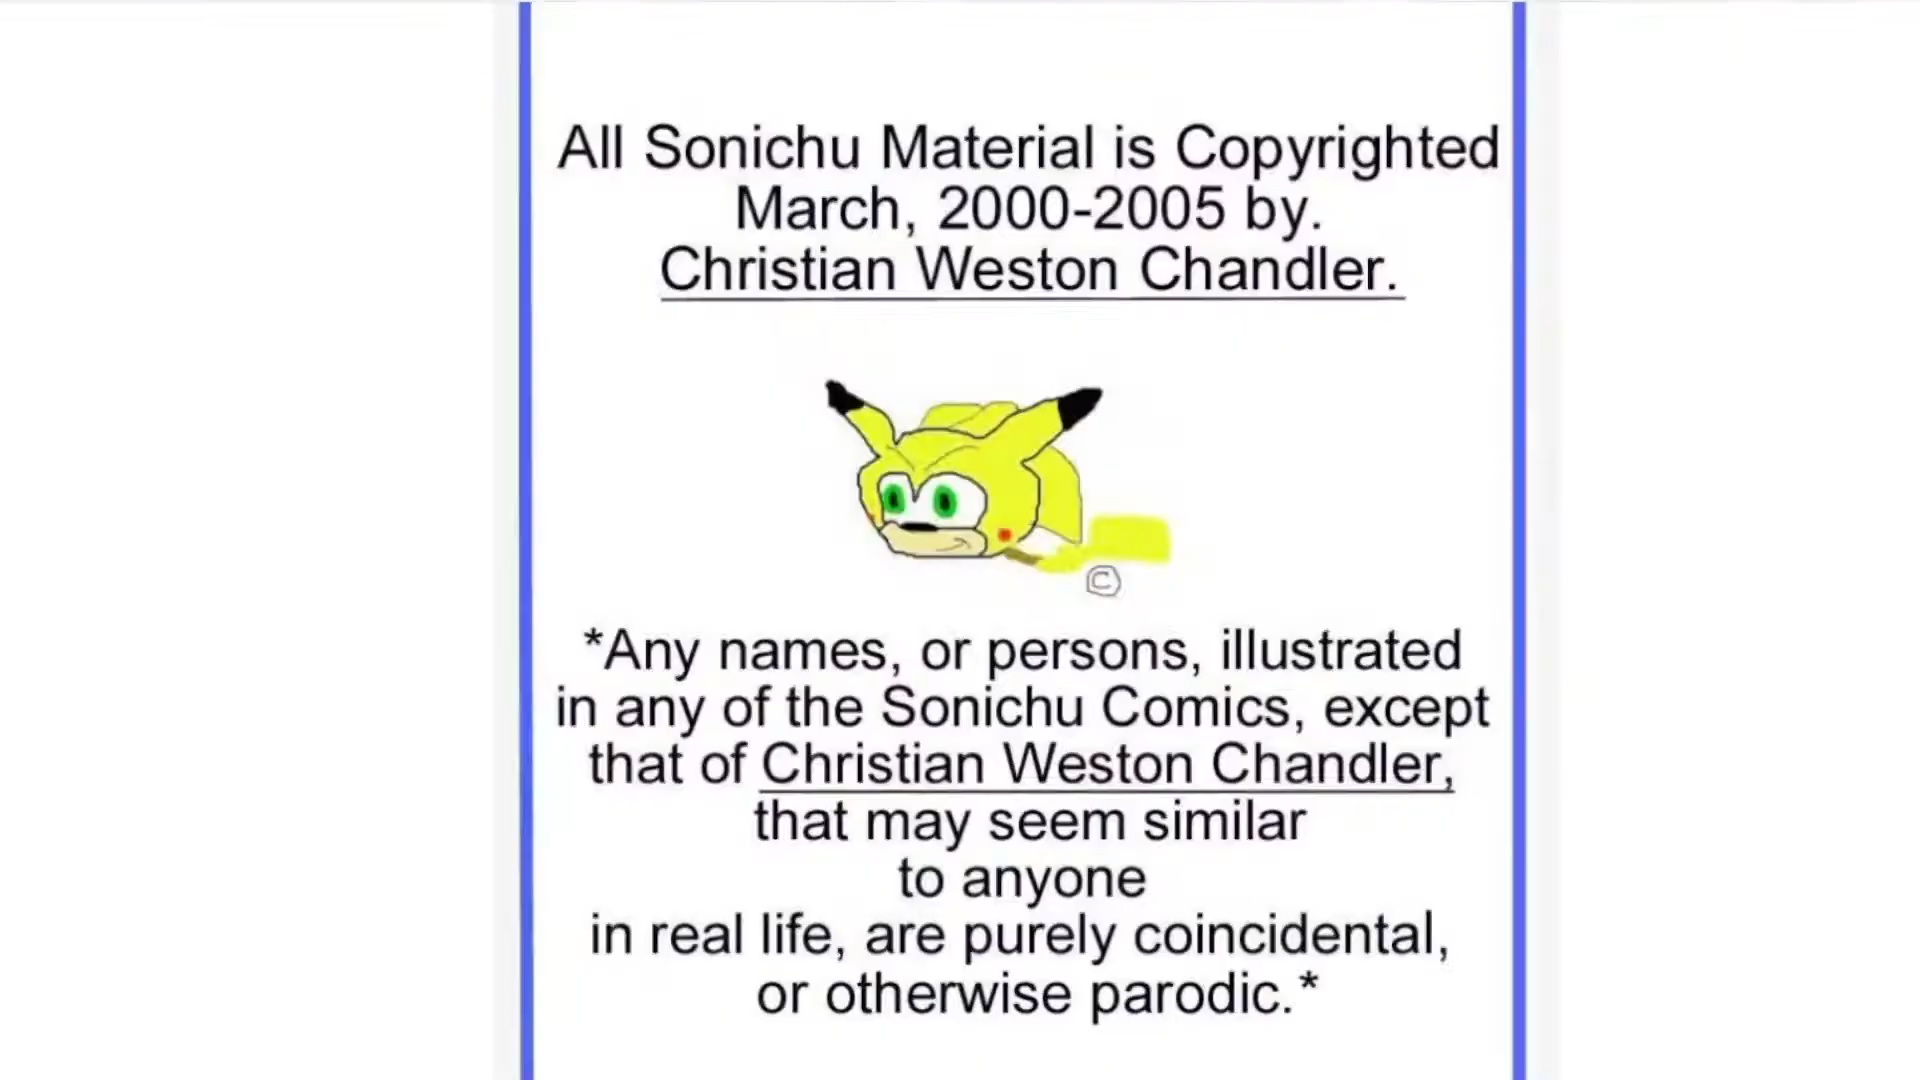 All Sonichu Material is Copyrighted
March, 2000-2005 by.
Christian Weston Chandler.
©
*Any names, or persons, illustrated
in any of the Sonichu Comics, except
that of Christian Weston Chandler,
that may seem similar
to anyone
in real life, are purely coincidental,
or otherwise parodic.*